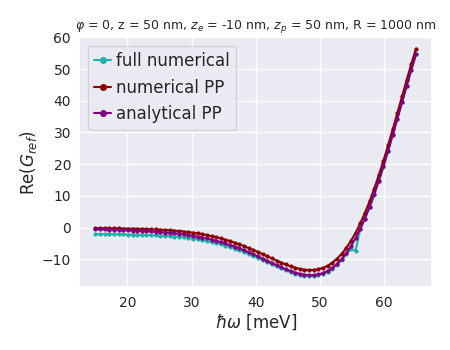 φ = 0, z = 50 nm, z_e = -10 nm, z_p = 50 nm, R = 1000 nm
full numerical
numerical PP
analytical PP
Re(G_ref)
60
50
40
30
20
10
0
−10
20
30
40
50
60
ħω [meV]